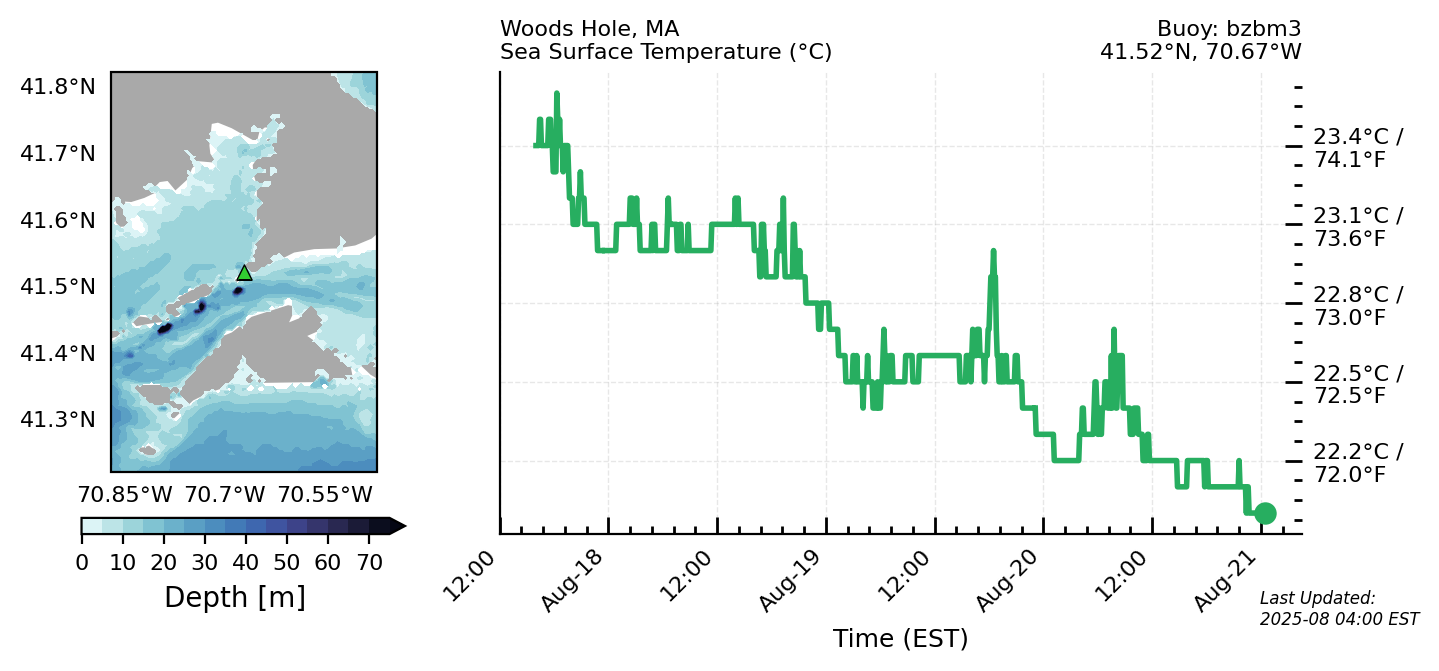 Woods Hole, MA
Sea Surface Temperature (°C)
Buoy: bzbm3
41.52°N, 70.67°W
41.8°N
41.7°N
41.6°N
41.5°N
41.4°N
41.3°N
70.85°W 70.7°W 70.55°W
0 10 20 30 40 50 60 70
Depth [m]
23.4°C /
74.1°F
23.1°C /
73.6°F
22.8°C /
73.0°F
22.5°C /
72.5°F
22.2°C /
72.0°F
12:00 Aug-18 12:00 Aug-19 12:00 Aug-20 12:00 Aug-21
Time (EST)
Last Updated:
2025-08 04:00 EST